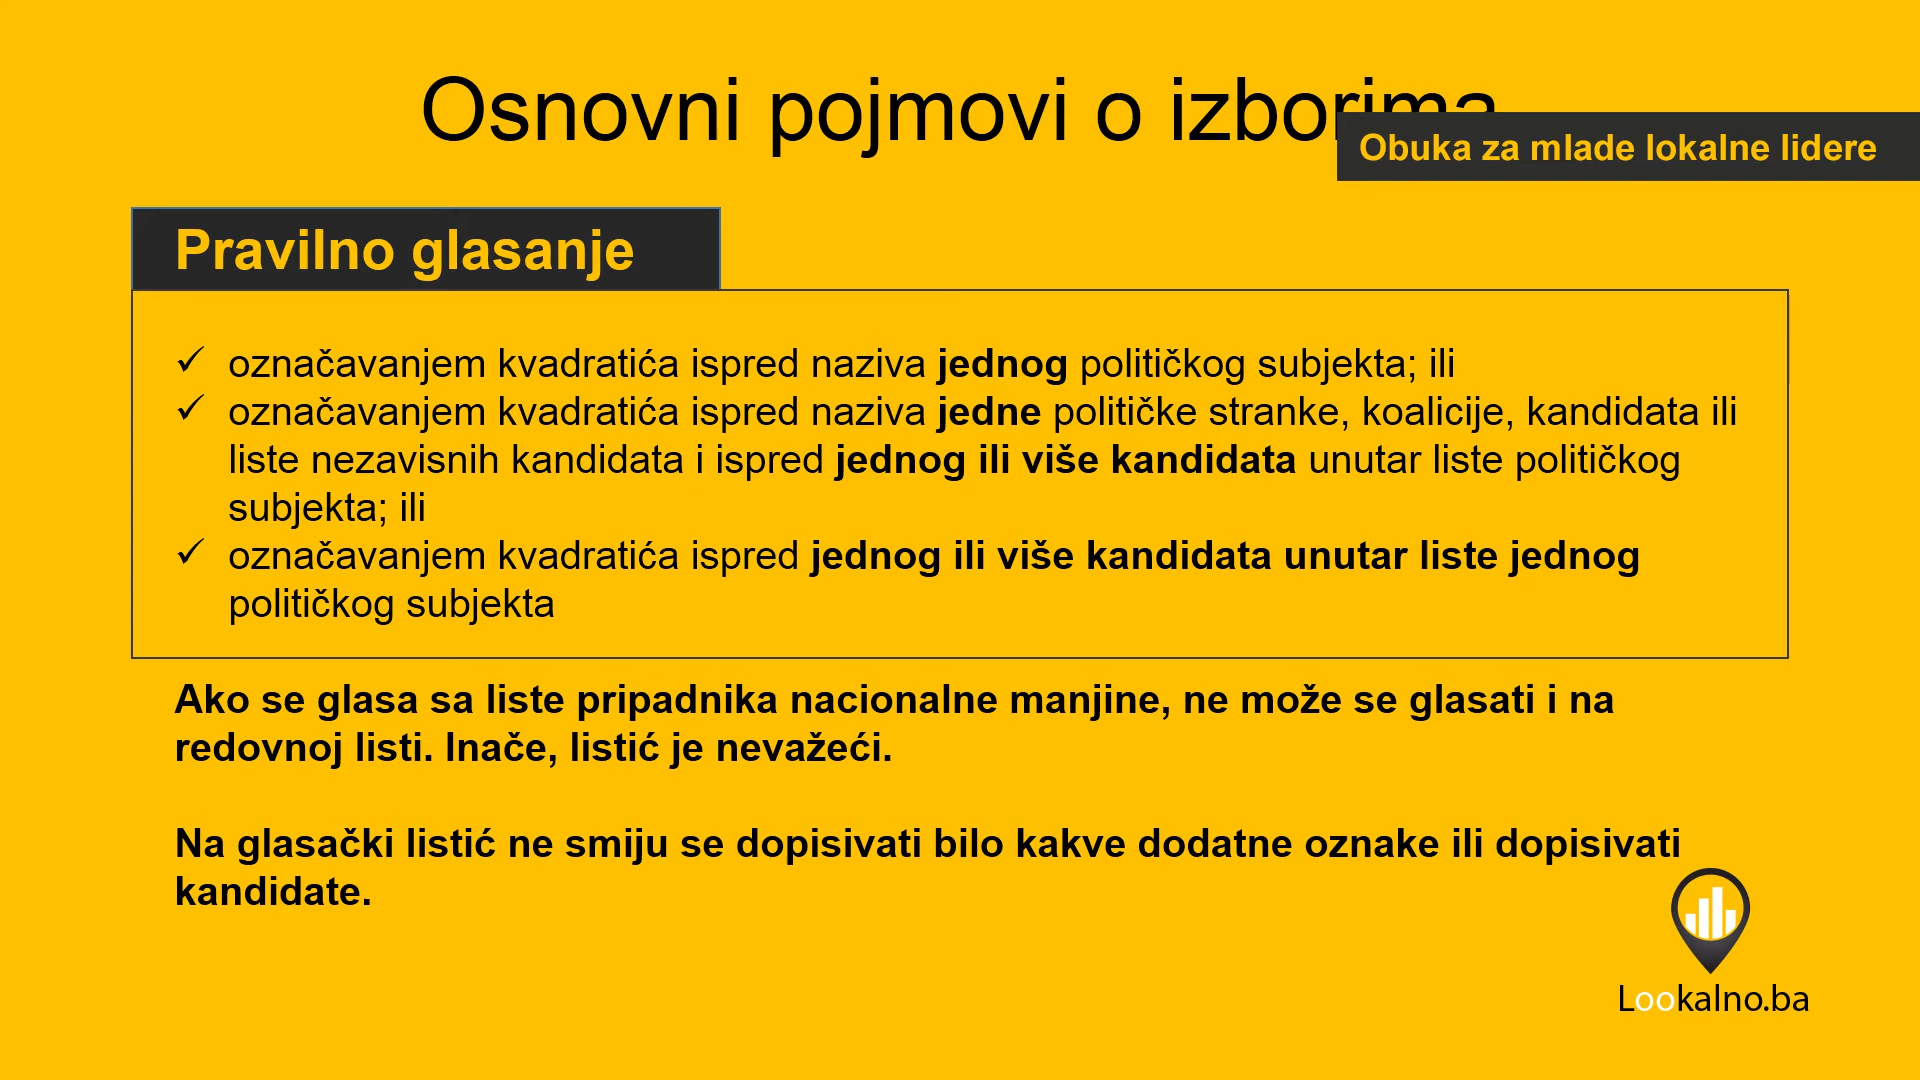 Osnovni pojmovi o izborima
Obuka za mlade lokalne lidere
Pravilno glasanje
✓ označavanjem kvadratića ispred naziva jednog političkog subjekta; ili
✓ označavanjem kvadratića ispred naziva jedne političke stranke, koalicije, kandidata ili
liste nezavisnih kandidata i ispred jednog ili više kandidata unutar liste političkog
subjekta; ili
✓ označavanjem kvadratića ispred jednog ili više kandidata unutar liste jednog
političkog subjekta
Ako se glasa sa liste pripadnika nacionalne manjine, ne može se glasati i na
redovnoj listi. Inače, listić je nevažeći.
Na glasački listić ne smiju se dopisivati bilo kakve dodatne oznake ili dopisivati
kandidate.
Lookalno.ba